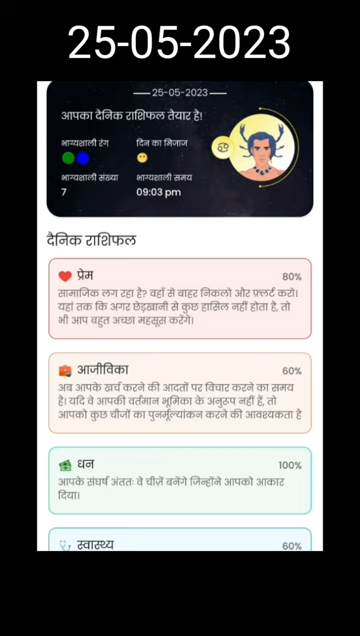 25-05-2023
25-05-2023
आपका दैनिक राशिफल तैयार है!
भाग्यशाली रंग
दिन का मिजाज
भाग्यशाली संख्या
भाग्यशाली समय
7
09:03 pm
दैनिक राशिफल
प्रेम
80%
सामाजिक लग रहा है? वहाँ से बाहर निकलो और फ़्लर्ट करो।
यहां तक कि अगर छेड़खानी से कुछ हासिल नहीं होता है, तो
भी आप बहुत अच्छा महसूस करेंगे।
आजीविका
60%
अब आपके खर्च करने की आदतों पर विचार करने का समय
है। यदि वे आपकी वर्तमान भूमिका के अनुरूप नहीं हैं, तो
आपको कुछ चीजों का पुनर्मूल्यांकन करने की आवश्यकता है
धन
100%
आपके संघर्ष अंततः वे चीज़ें बनेंगे जिन्होंने आपको आकार
दिया।
स्वास्थ्य
60%